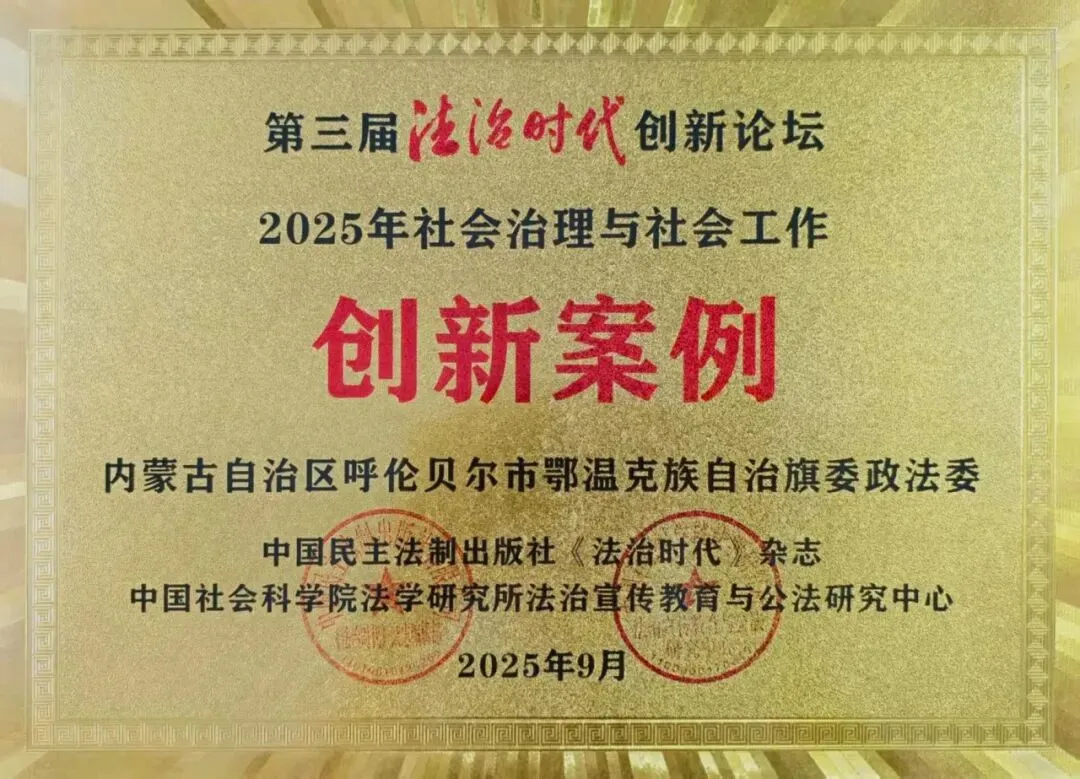 第三届法治时代创新论坛
2025年社会治理与社会工作
创新案例
内蒙古自治区呼伦贝尔市鄂温克族自治旗委政法委
中国民主法制出版社《法治时代》杂志
中国社会科学院法学研究所法治宣传教育与公法研究中心
2025年9月